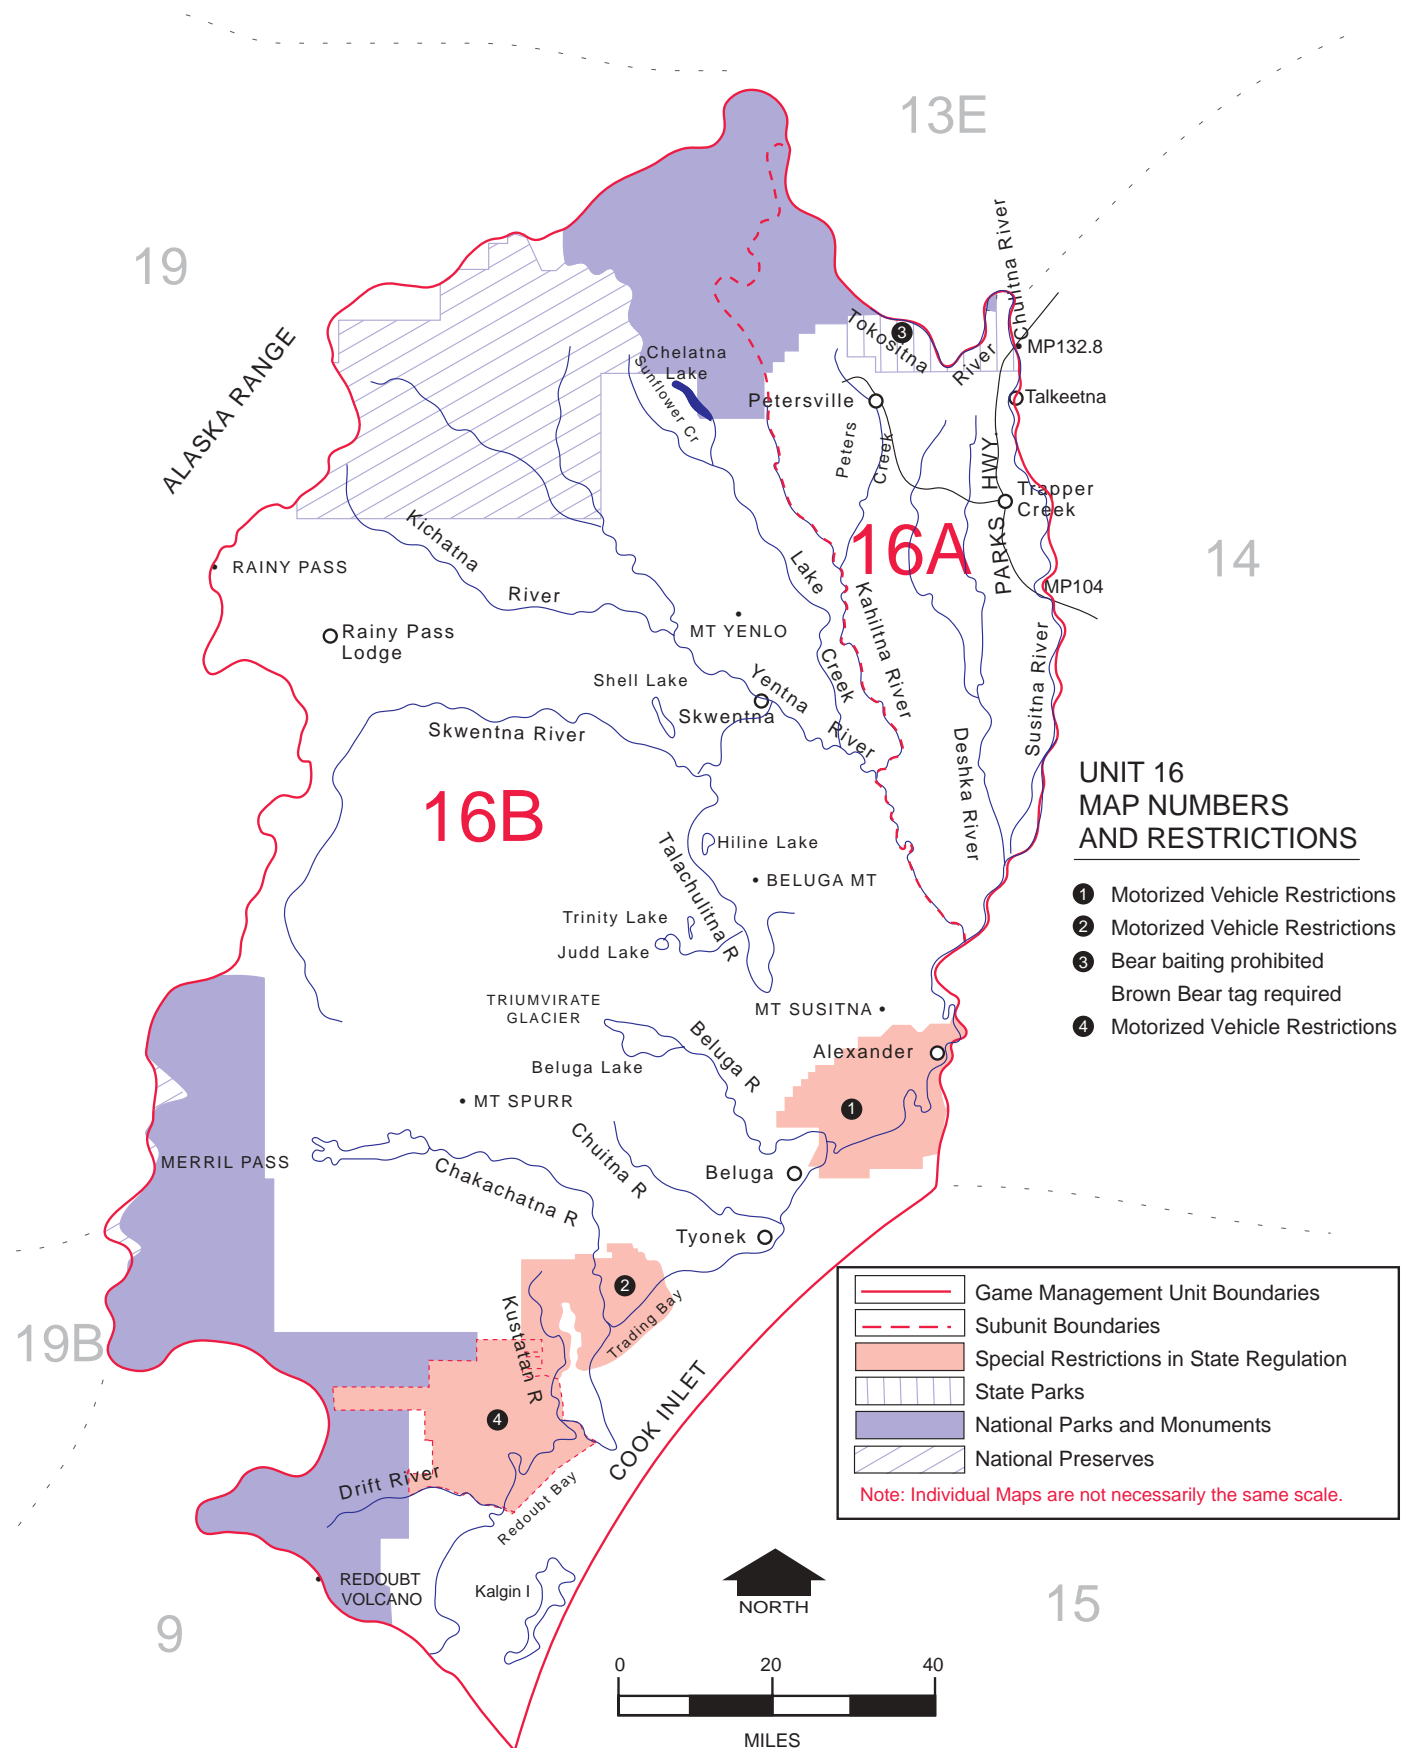 13E
19
ALASKA RANGE
Chulitna River
Tokositna
River
3
MP132.8
Chelatna
Lake
Sunflower Cr
Petersville
Talkeetna
Peters
Creek
PARKS HWY.
Trapper
Creek
16A
14
Kichatna
River
RAINY PASS
Rainy Pass
Lodge
Lake
Creek
Kahiltna River
MP104
MT YENLO
Shell Lake
Yentna
River
Skwentna
Skwentna River
Susitna River
Deshka River
16B
Talachulitna R
Hiline Lake
BELUGA MT
Trinity Lake
Judd Lake
UNIT 16
MAP NUMBERS
AND RESTRICTIONS
1 Motorized Vehicle Restrictions
2 Motorized Vehicle Restrictions
3 Bear baiting prohibited
Brown Bear tag required
4 Motorized Vehicle Restrictions
TRIUMVIRATE
GLACIER
MT SUSITNA
Beluga R
Alexander
Beluga Lake
MT SPURR
1
Chuitna R
MERRIL PASS
Chakachatna R
Beluga
Tyonek
2
Kustatan R
Trading Bay
19B
4
COOK INLET
Drift River
Redoubt Bay
REDOUBT
VOLCANO
Kalgin I
9
15
Game Management Unit Boundaries
Subunit Boundaries
Special Restrictions in State Regulation
State Parks
National Parks and Monuments
National Preserves
Note: Individual Maps are not necessarily the same scale.
NORTH
0 20 40
MILES